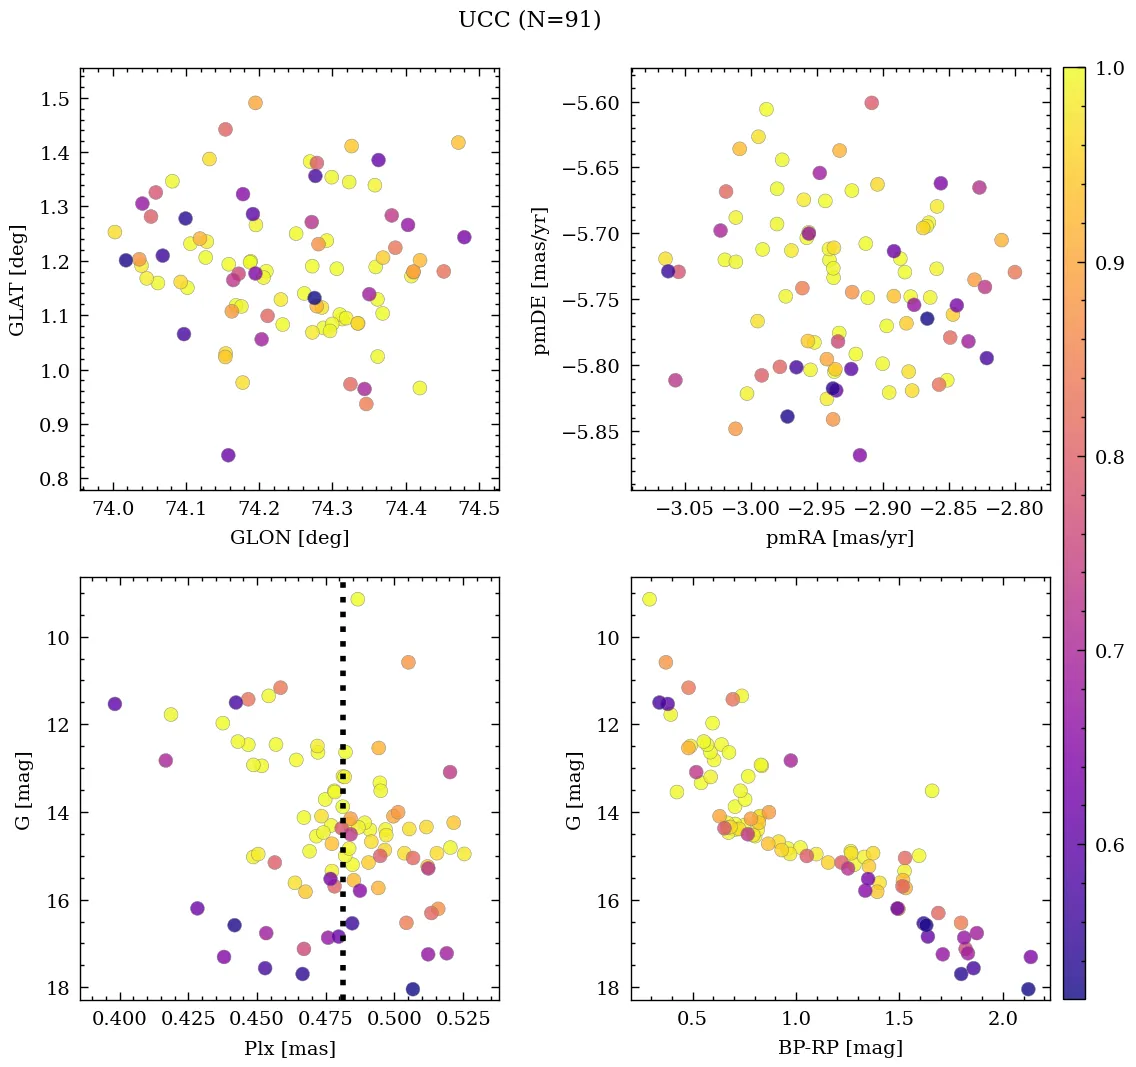 UCC (N=91)
1.5
1.4
1.3
1.2
1.1
1.0
0.9
0.8
GLAT [deg]
74.0 74.1 74.2 74.3 74.4 74.5
GLON [deg]
−5.60
−5.65
−5.70
−5.75
−5.80
−5.85
pmDE [mas/yr]
−3.05 −3.00 −2.95 −2.90 −2.85 −2.80
pmRA [mas/yr]
10
12
14
16
18
G [mag]
0.400 0.425 0.450 0.475 0.500 0.525
Plx [mas]
10
12
14
16
18
G [mag]
0.5 1.0 1.5 2.0
BP-RP [mag]
1.0
0.9
0.8
0.7
0.6